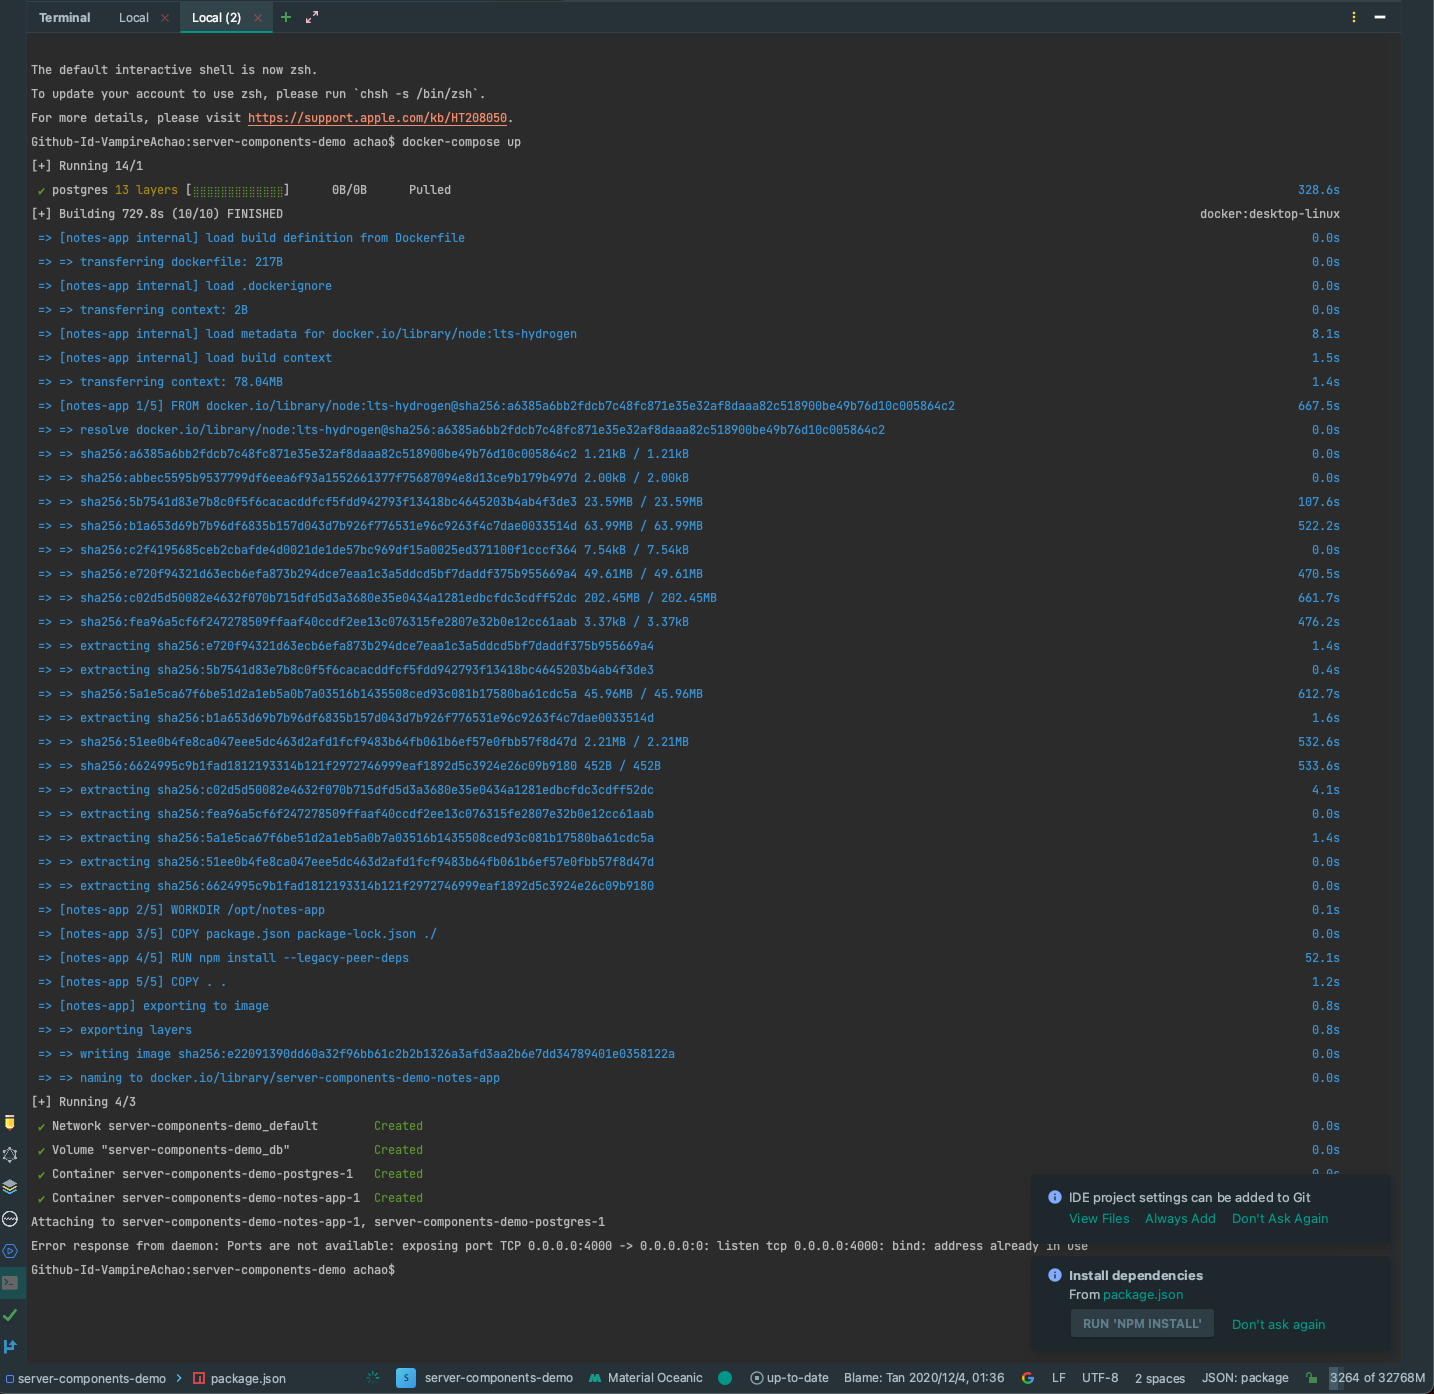 Terminal Local Local (2)
The default interactive shell is now zsh.
To update your account to use zsh, please run `chsh -s /bin/zsh`.
For more details, please visit https://support.apple.com/kb/HT208050.
Github-Id-VampireAchao:server-components-demo achao$ docker-compose up
[+] Running 14/1
✔ postgres 13 layers [⣿⣿⣿⣿⣿⣿⣿⣿⣿⣿⣿⣿⣿] 0B/0B Pulled 328.6s
[+] Building 729.8s (10/10) FINISHED docker:desktop-linux
=> [notes-app internal] load build definition from Dockerfile 0.0s
=> => transferring dockerfile: 217B 0.0s
=> [notes-app internal] load .dockerignore 0.0s
=> => transferring context: 2B 0.0s
=> [notes-app internal] load metadata for docker.io/library/node:lts-hydrogen 8.1s
=> [notes-app internal] load build context 1.5s
=> => transferring context: 78.04MB 1.4s
=> [notes-app 1/5] FROM docker.io/library/node:lts-hydrogen@sha256:a6385a6bb2fdcb7c48fc871e35e32af8daaa82c518900be49b76d10c005864c2 667.5s
=> => resolve docker.io/library/node:lts-hydrogen@sha256:a6385a6bb2fdcb7c48fc871e35e32af8daaa82c518900be49b76d10c005864c2 0.0s
=> => sha256:a6385a6bb2fdcb7c48fc871e35e32af8daaa82c518900be49b76d10c005864c2 1.21kB / 1.21kB 0.0s
=> => sha256:abbec5595b9537799df6eea6f93a1552661377f75687094e8d13ce9b179b497d 2.00kB / 2.00kB 0.0s
=> => sha256:5b7541d83e7b8c0f5f6cacacddfcf5fdd942793f13418bc4645203b4ab4f3de3 23.59MB / 23.59MB 107.6s
=> => sha256:b1a653d69b7b96df6835b157d043d7b926f776531e96c9263f4c7dae0033514d 63.99MB / 63.99MB 522.2s
=> => sha256:c2f4195685ceb2cbafde4d0021de1de57bc969df15a0025ed371100f1cccf364 7.54kB / 7.54kB 0.0s
=> => sha256:e720f94321d63ecb6efa873b294dce7eaa1c3a5ddcd5bf7daddf375b955669a4 49.61MB / 49.61MB 470.5s
=> => sha256:c02d5d50082e4632f070b715dfd5d3a3680e35e0434a1281edbcfdc3cdff52dc 202.45MB / 202.45MB 661.7s
=> => sha256:fea96a5cf6f247278509ffaaf40ccdf2ee13c076315fe2807e32b0e12cc61aab 3.37kB / 3.37kB 476.2s
=> => extracting sha256:e720f94321d63ecb6efa873b294dce7eaa1c3a5ddcd5bf7daddf375b955669a4 1.4s
=> => extracting sha256:5b7541d83e7b8c0f5f6cacacddfcf5fdd942793f13418bc4645203b4ab4f3de3 0.4s
=> => sha256:5a1e5ca67f6be51d2a1eb5a0b7a03516b1435508ced93c081b17580ba61cdc5a 45.96MB / 45.96MB 612.7s
=> => extracting sha256:b1a653d69b7b96df6835b157d043d7b926f776531e96c9263f4c7dae0033514d 1.6s
=> => sha256:51ee0b4fe8ca047eee5dc463d2afd1fcf9483b64fb061b6ef57e0fbb57f8d47d 2.21MB / 2.21MB 532.6s
=> => sha256:6624995c9b1fad1812193314b121f2972746999eaf1892d5c3924e26c09b9180 452B / 452B 533.6s
=> => extracting sha256:c02d5d50082e4632f070b715dfd5d3a3680e35e0434a1281edbcfdc3cdff52dc 4.1s
=> => extracting sha256:fea96a5cf6f247278509ffaaf40ccdf2ee13c076315fe2807e32b0e12cc61aab 0.0s
=> => extracting sha256:5a1e5ca67f6be51d2a1eb5a0b7a03516b1435508ced93c081b17580ba61cdc5a 1.4s
=> => extracting sha256:51ee0b4fe8ca047eee5dc463d2afd1fcf9483b64fb061b6ef57e0fbb57f8d47d 0.0s
=> => extracting sha256:6624995c9b1fad1812193314b121f2972746999eaf1892d5c3924e26c09b9180 0.0s
=> [notes-app 2/5] WORKDIR /opt/notes-app 0.1s
=> [notes-app 3/5] COPY package.json package-lock.json ./ 0.0s
=> [notes-app 4/5] RUN npm install --legacy-peer-deps 52.1s
=> [notes-app 5/5] COPY . . 1.2s
=> [notes-app] exporting to image 0.8s
=> => exporting layers 0.8s
=> => writing image sha256:e22091390dd60a32f96bb61c2b2b1326a3afd3aa2b6e7dd34789401e0358122a 0.0s
=> => naming to docker.io/library/server-components-demo-notes-app 0.0s
[+] Running 4/3
✔ Network server-components-demo_default Created 0.0s
✔ Volume "server-components-demo_db" Created 0.0s
✔ Container server-components-demo-postgres-1 Created 0.0s
✔ Container server-components-demo-notes-app-1 Created
Attaching to server-components-demo-notes-app-1, server-components-demo-postgres-1
Error response from daemon: Ports are not available: exposing port TCP 0.0.0.0:4000 -> 0.0.0.0:0: listen tcp 0.0.0.0:4000: bind: address already in use
Github-Id-VampireAchao:server-components-demo achao$
IDE project settings can be added to Git
View Files Always Add Don't Ask Again
Install dependencies
From package.json
RUN 'NPM INSTALL' Don't ask again
server-components-demo > package.json S server-components-demo Material Oceanic up-to-date Blame: Tan 2020/12/4, 01:36 LF UTF-8 2 spaces JSON: package 3264 of 32768M